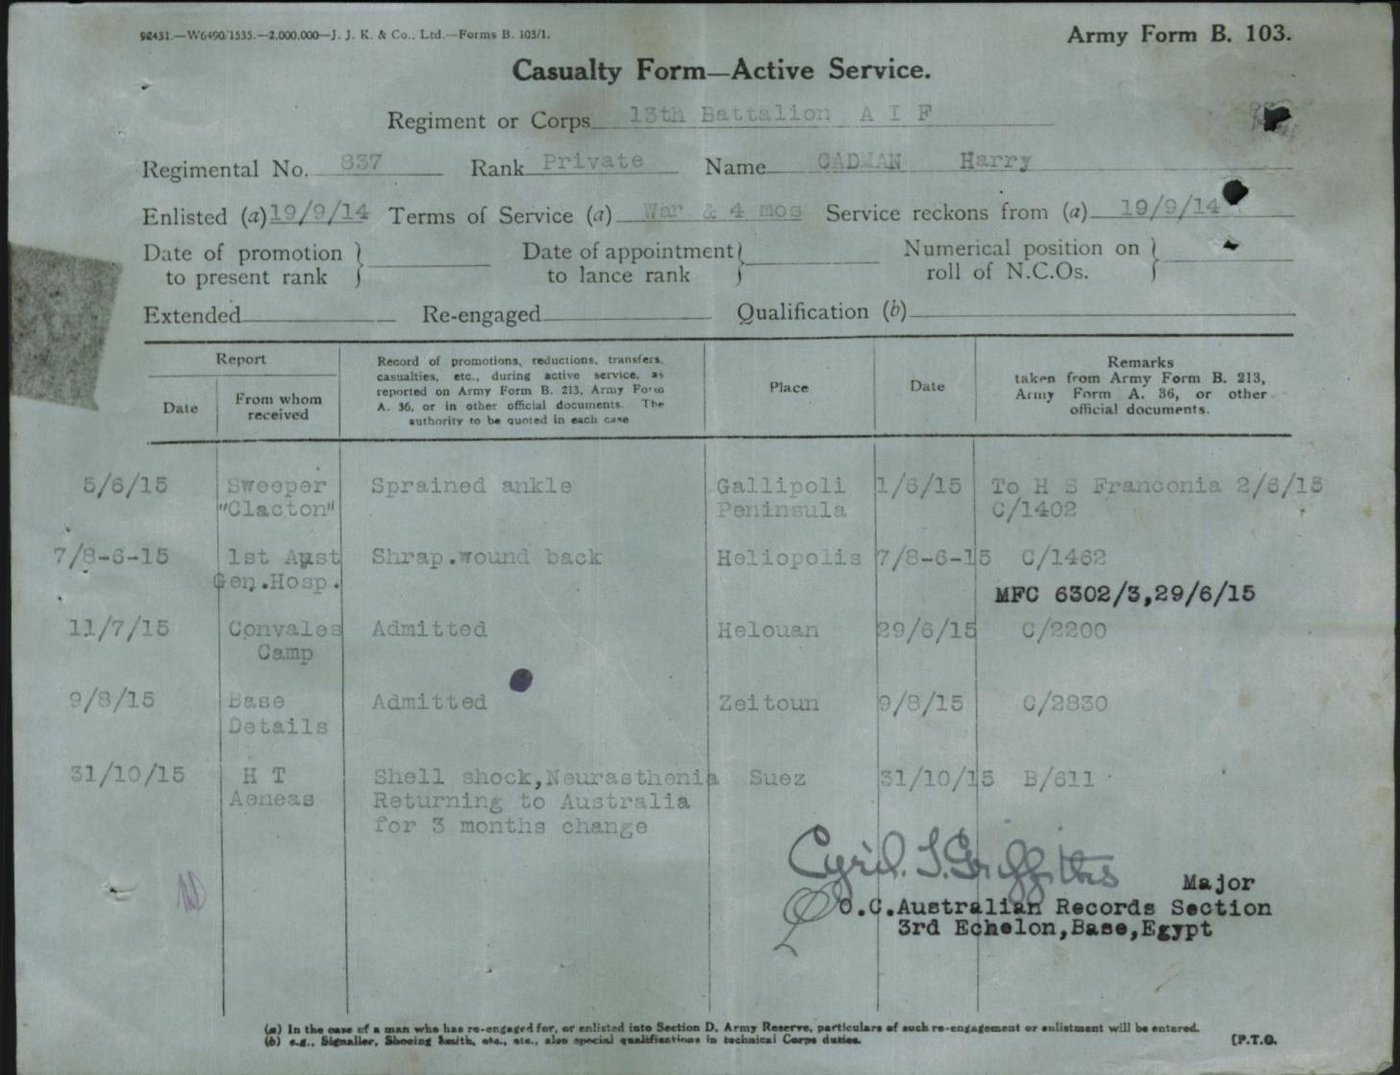 92431.—W6490/1535.—2,000,000—J. J. K. & Co., Ltd.—Forms B. 103/1.
Army Form B. 103.
Casualty Form—Active Service.
Regiment or Corps 13th Battalion A I F
Regimental No. 837 Rank Private Name CADMAN Harry
Enlisted (a) 19/9/14 Terms of Service (a) War & 4 mos Service reckons from (a) 19/9/14
Date of promotion to present rank } Date of appointment to lance rank } Numerical position on roll of N.C.Os. }
Extended Re-engaged Qualification (b)
Report
Date
From whom received
Record of promotions, reductions, transfers,
casualties, etc., during active service, as
reported on Army Form B. 213, Army Form
A. 36, or in other official documents. The
authority to be quoted in each case
Place
Date
Remarks
taken from Army Form B. 213,
Army Form A. 36, or other
official documents.
5/6/15 Sweeper Sprained ankle Gallipoli 1/6/15 To H S Franconia 2/6/15
"Clacton" Peninsula C/1402
7/8-6-15 1st Aust Shrap.wound back Heliopolis 7/8-6-15 C/1462
Gen.Hosp. MFC 6302/3,29/6/15
11/7/15 Convales Admitted Helouan 29/6/15 C/2200
Camp
9/8/15 Base Admitted Zeitoun 9/8/15 C/2830
Details
31/10/15 H T Shell shock,Neurasthenia Suez 31/10/15 B/611
Aeneas Returning to Australia
for 3 months change
Cyril. T. Griffiths
Major
O.C.Australian Records Section
3rd Echelon,Base,Egypt
(a) In the case of a man who has re-engaged for, or enlisted into Section D, Army Reserve, particulars of such re-engagement or enlistment will be entered.
(b) e.g., Signaller, Shoeing Smith, etc., etc., also special qualifications in technical Corps duties.
[P.T.O.